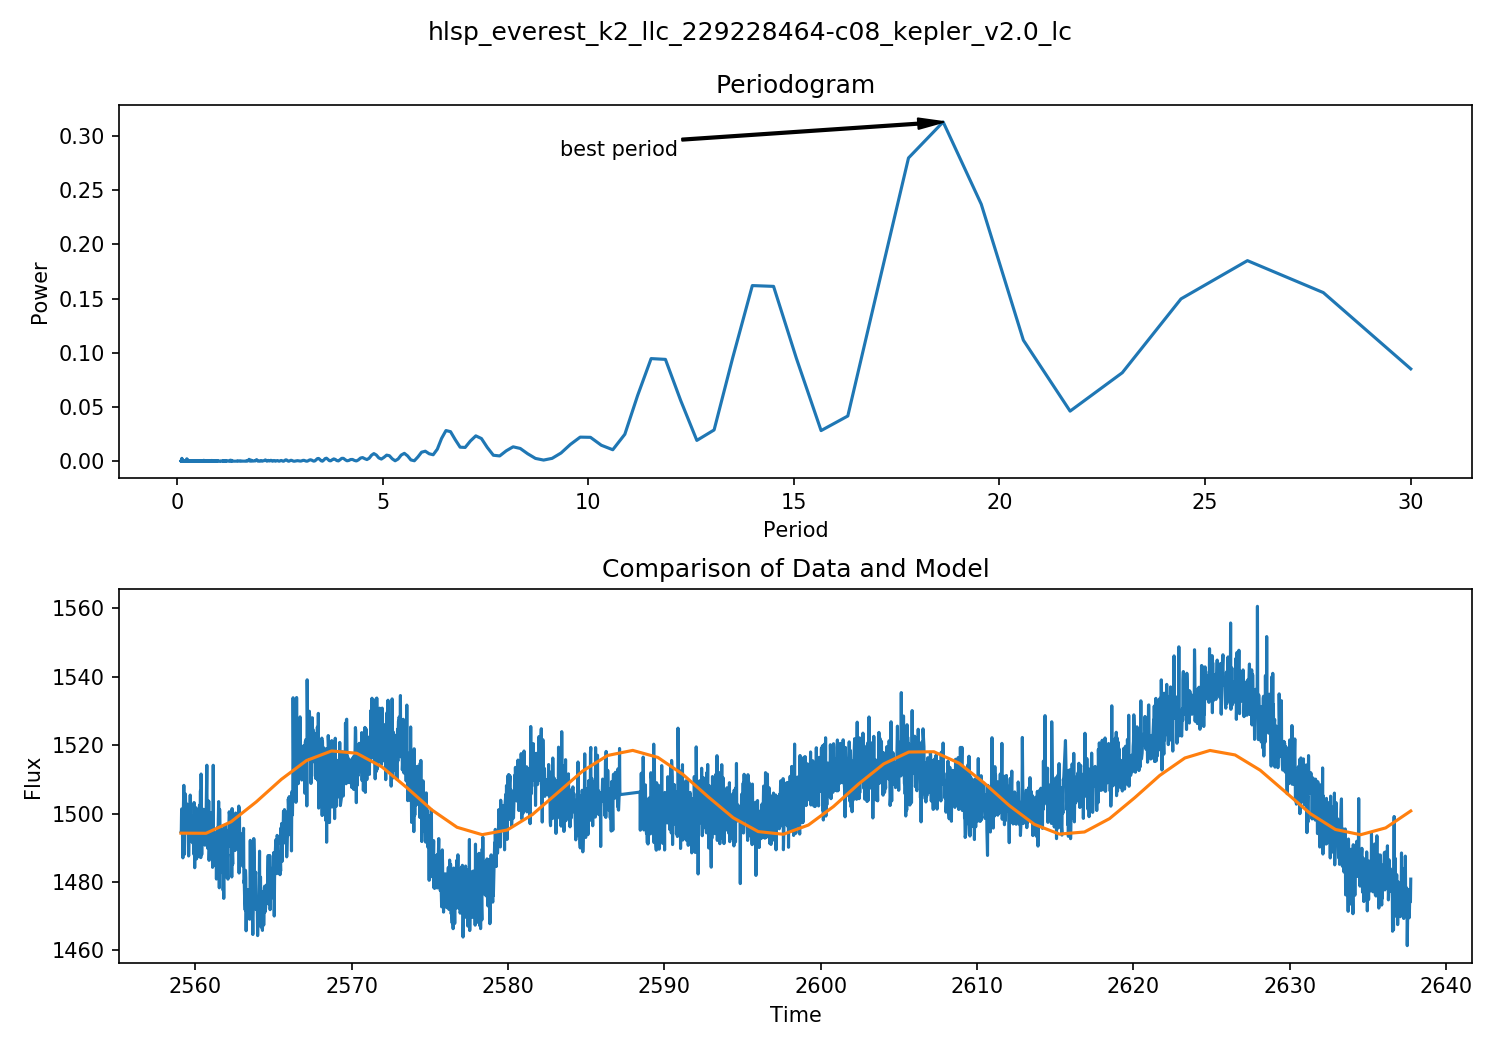 hlsp_everest_k2_llc_229228464-c08_kepler_v2.0_lc
Periodogram
best period
0.30
0.25
0.20
0.15
0.10
0.05
0.00
Power
0 5 10 15 20 25 30
Period
Comparison of Data and Model
1560
1540
1520
1500
1480
1460
Flux
2560 2570 2580 2590 2600 2610 2620 2630 2640
Time